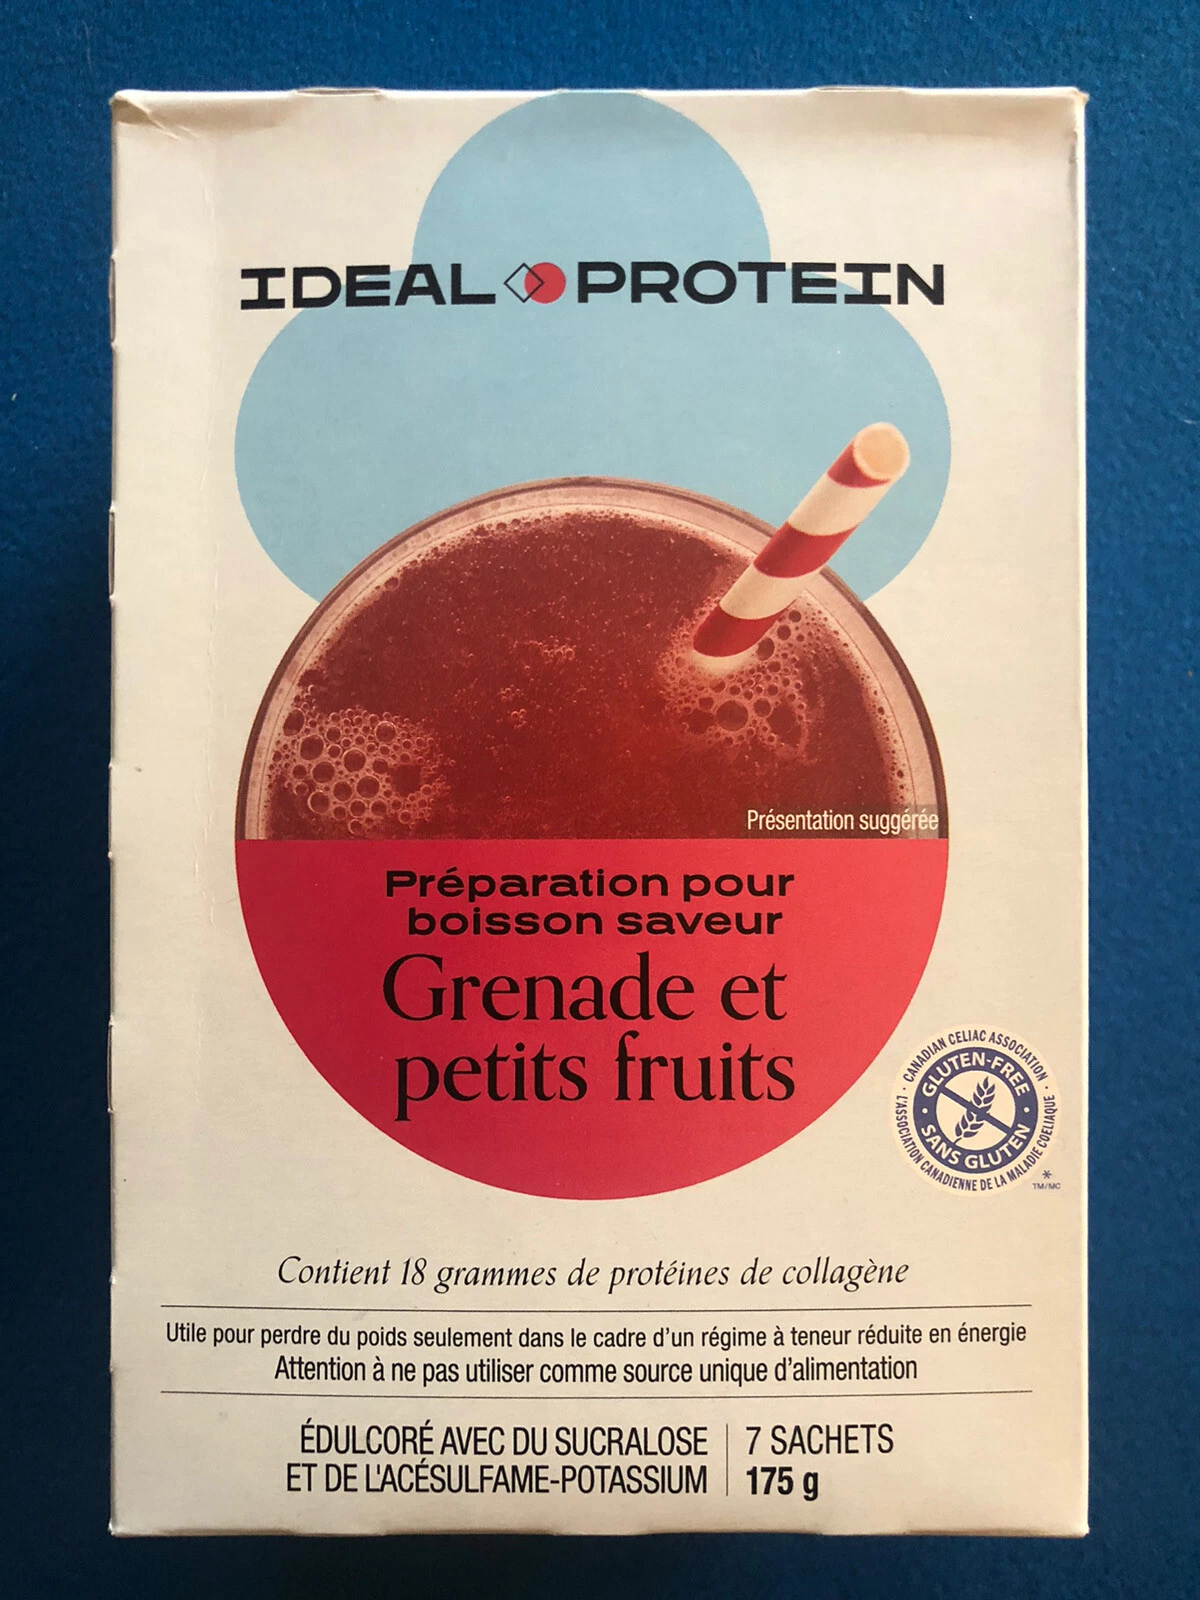 IDEAL PROTEIN
Présentation suggérée
Préparation pour
boisson saveur
Grenade et
petits fruits
CANADIAN CELIAC ASSOCIATION
GLUTEN-FREE
SANS GLUTEN
L'ASSOCIATION CANADIENNE DE LA MALADIE COELIAQUE
*
TM/MC
Contient 18 grammes de protéines de collagène
Utile pour perdre du poids seulement dans le cadre d'un régime à teneur réduite en énergie
Attention à ne pas utiliser comme source unique d'alimentation
ÉDULCORÉ AVEC DU SUCRALOSE
ET DE L'ACÉSULFAME-POTASSIUM
7 SACHETS
175 g